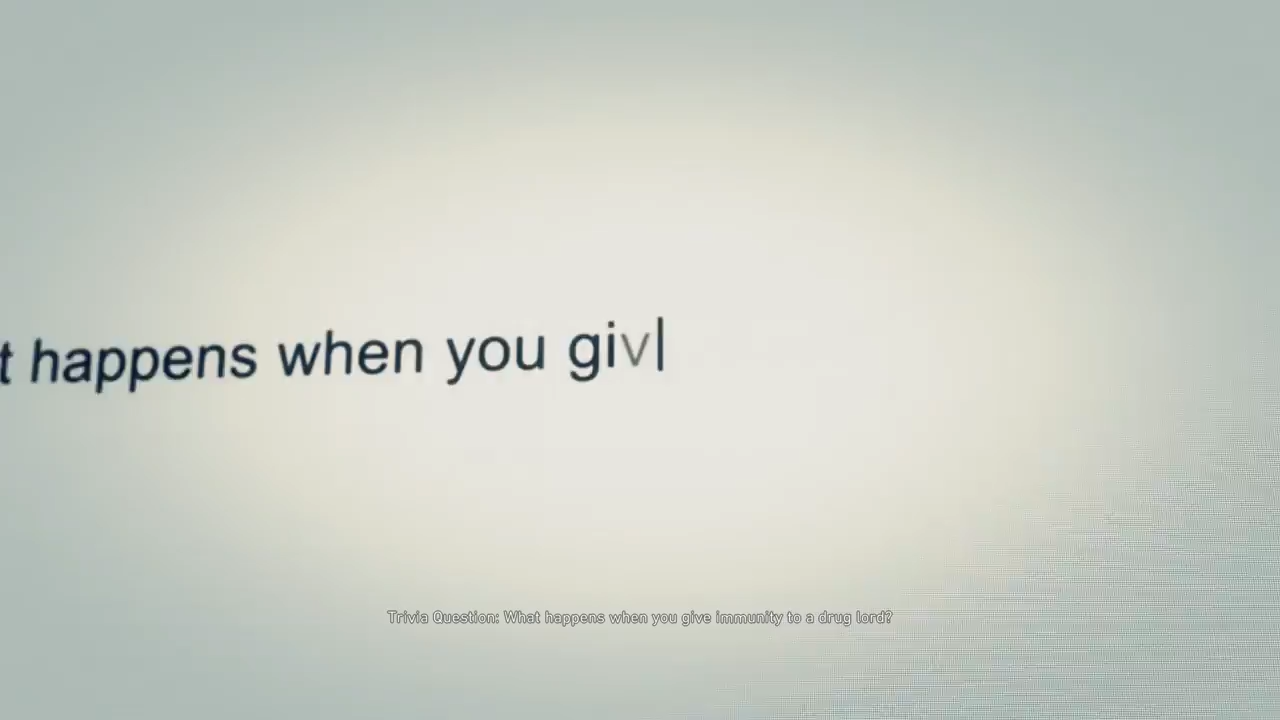 t happens when you giv
Trivia Question: What happens when you give immunity to a drug lord?